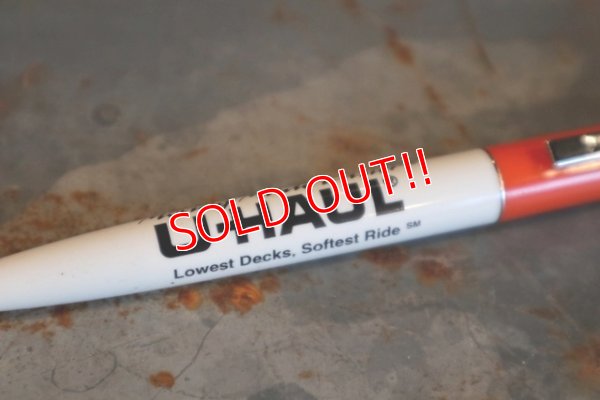 SOLD OUT!!
U-HAUL®
Lowest Decks, Softest Ride SM